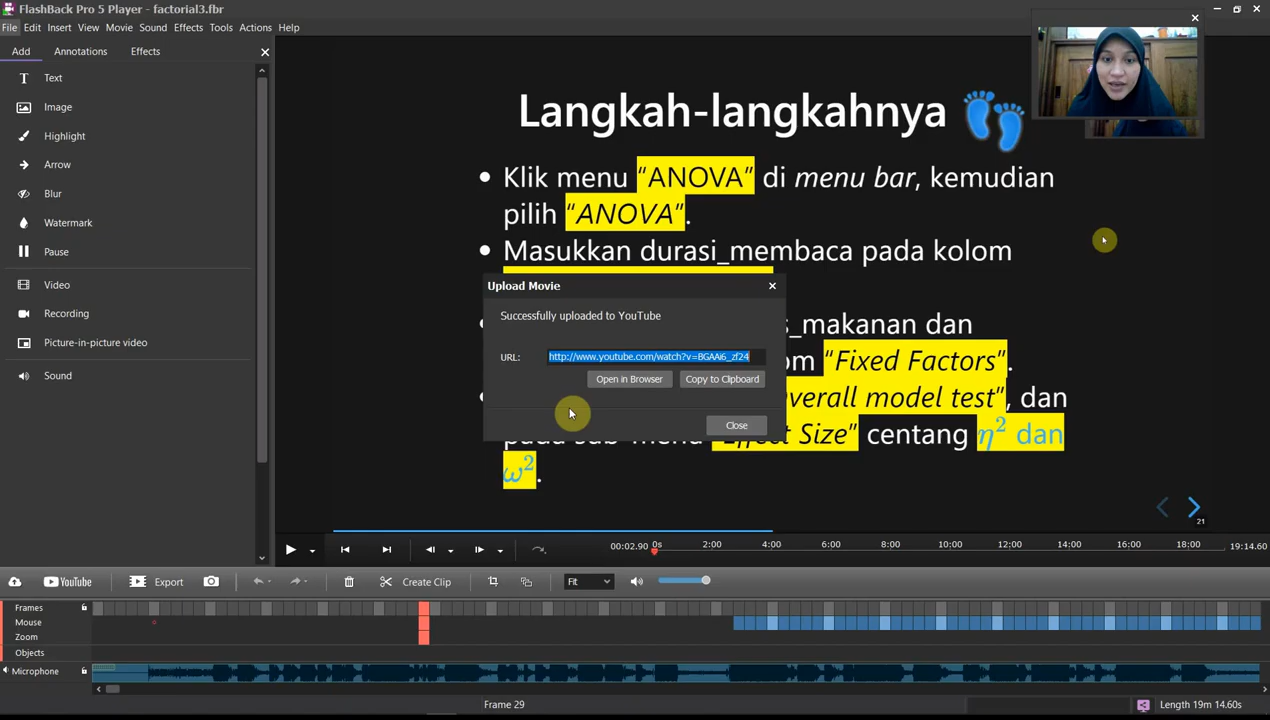 FlashBack Pro 5 Player - factorial3.fbr
File Edit Insert View Movie Sound Effects Tools Actions Help
Add Annotations Effects
Text
Image
Highlight
Arrow
Blur
Watermark
Pause
Video
Recording
Picture-in-picture video
Sound
Langkah-langkahnya
• Klik menu “ANOVA” di menu bar, kemudian
pilih “ANOVA”.
• Masukkan durasi_membaca pada kolom
s_makanan dan
om “Fixed Factors”.
verall model test”, dan
pada sub-menu “Effect Size” centang η² dan
ω².
21
Upload Movie
Successfully uploaded to YouTube
URL: http://www.youtube.com/watch?v=BGAAi6_zf24
Open in Browser Copy to Clipboard
Close
00:02.90 0s 2:00 4:00 6:00 8:00 10:00 12:00 14:00 16:00 18:00 19:14.60
YouTube Export Create Clip Fit
Frames
Mouse
Zoom
Objects
Microphone
Frame 29 Length 19m 14.60s